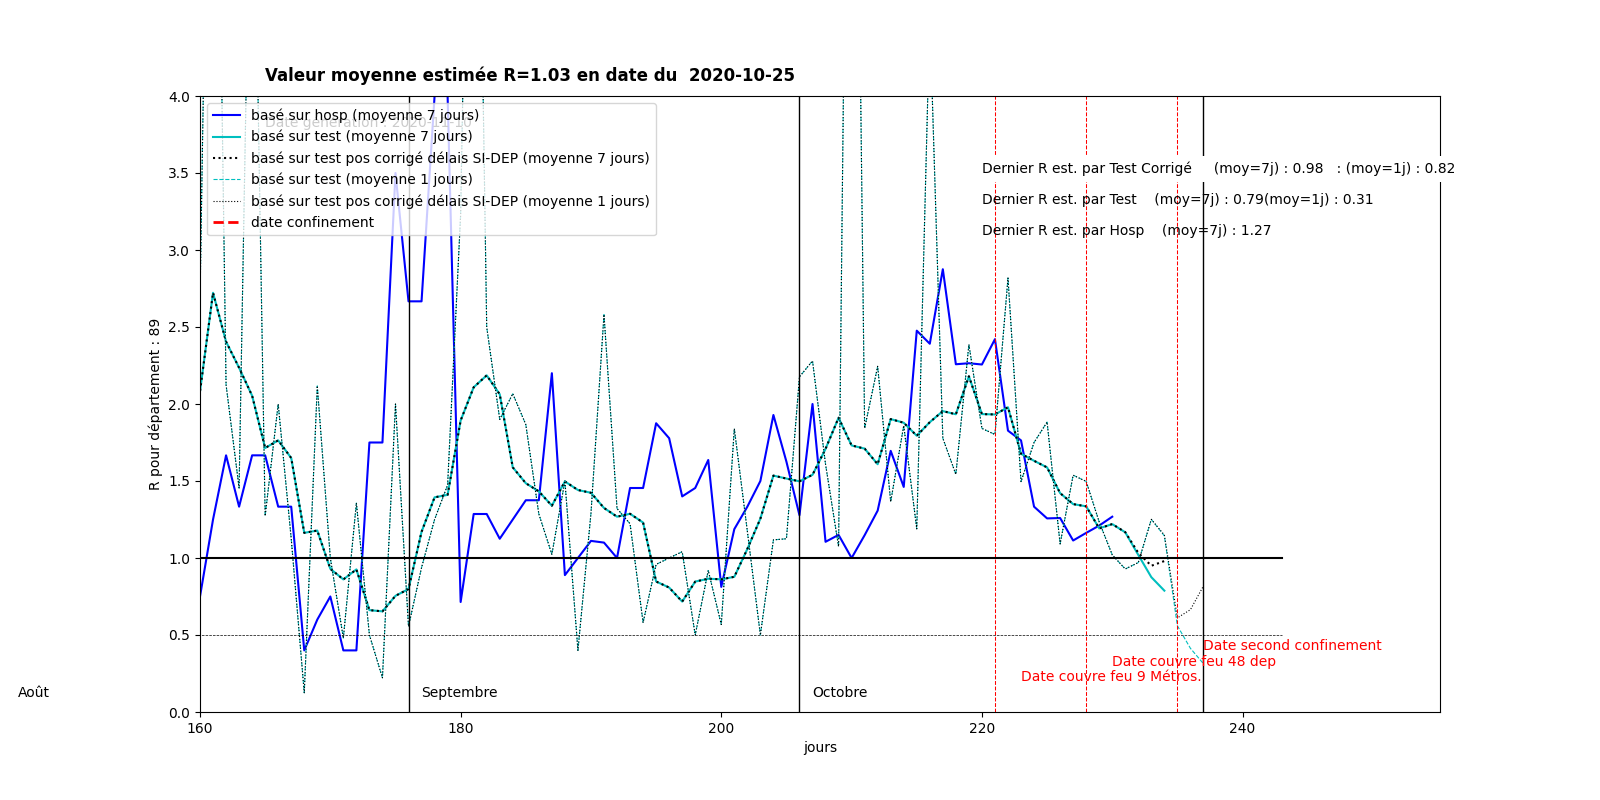 Valeur moyenne estimée R=1.03 en date du  2020-10-25
4.0
3.5
3.0
2.5
2.0
1.5
1.0
0.5
0.0
R pour département : 89
basé sur hosp (moyenne 7 jours)
basé sur test (moyenne 7 jours)
basé sur test pos corrigé délais SI-DEP (moyenne 7 jours)
basé sur test (moyenne 1 jours)
basé sur test pos corrigé délais SI-DEP (moyenne 1 jours)
date confinement
Dernier R est. par Test Corrigé (moy=7j) : 0.98 : (moy=1j) : 0.82
Dernier R est. par Test (moy=7j) : 0.79(moy=1j) : 0.31
Dernier R est. par Hosp (moy=7j) : 1.27
Date second confinement
Date couvre feu 48 dep
Date couvre feu 9 Métros.
Août
Septembre
Octobre
160
180
200
220
240
jours